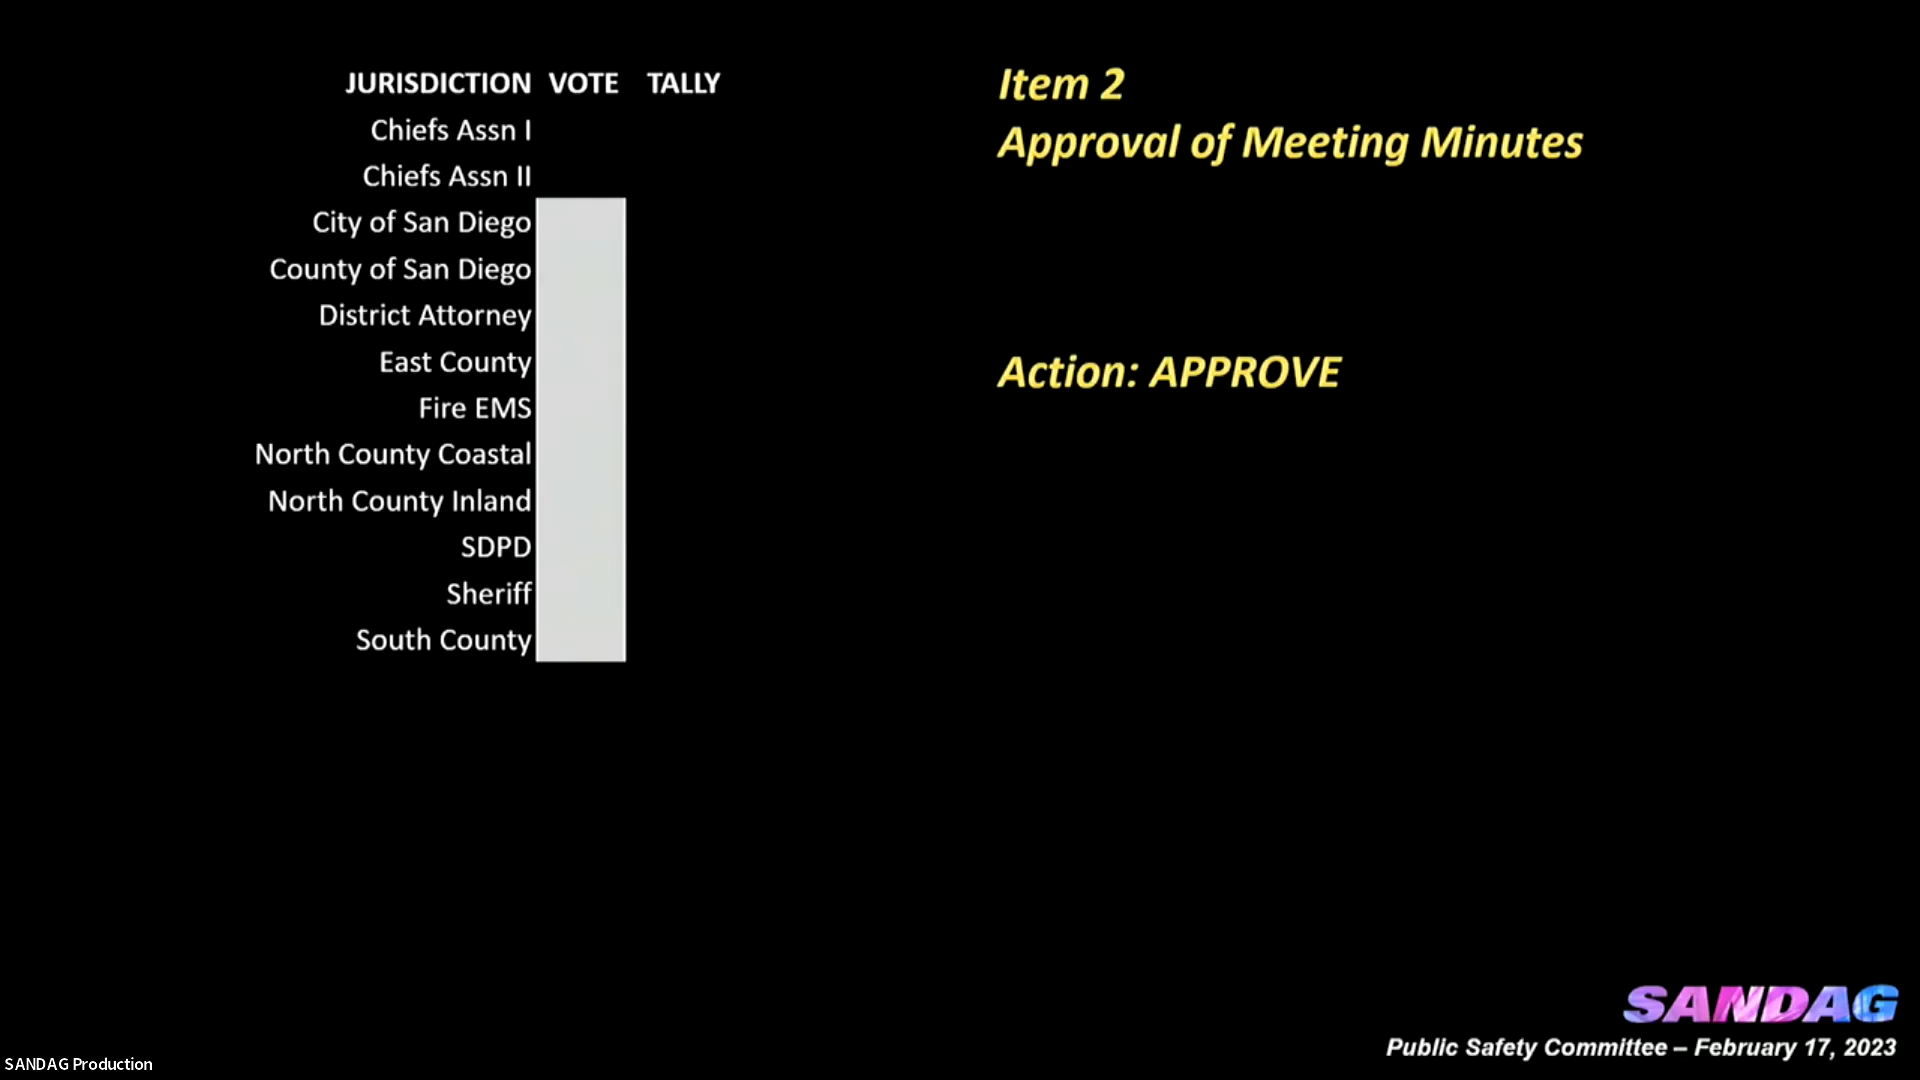 JURISDICTION VOTE TALLY
Chiefs Assn I
Chiefs Assn II
City of San Diego
County of San Diego
District Attorney
East County
Fire EMS
North County Coastal
North County Inland
SDPD
Sheriff
South County
Item 2
Approval of Meeting Minutes
Action: APPROVE
SANDAG
Public Safety Committee – February 17, 2023
SANDAG Production